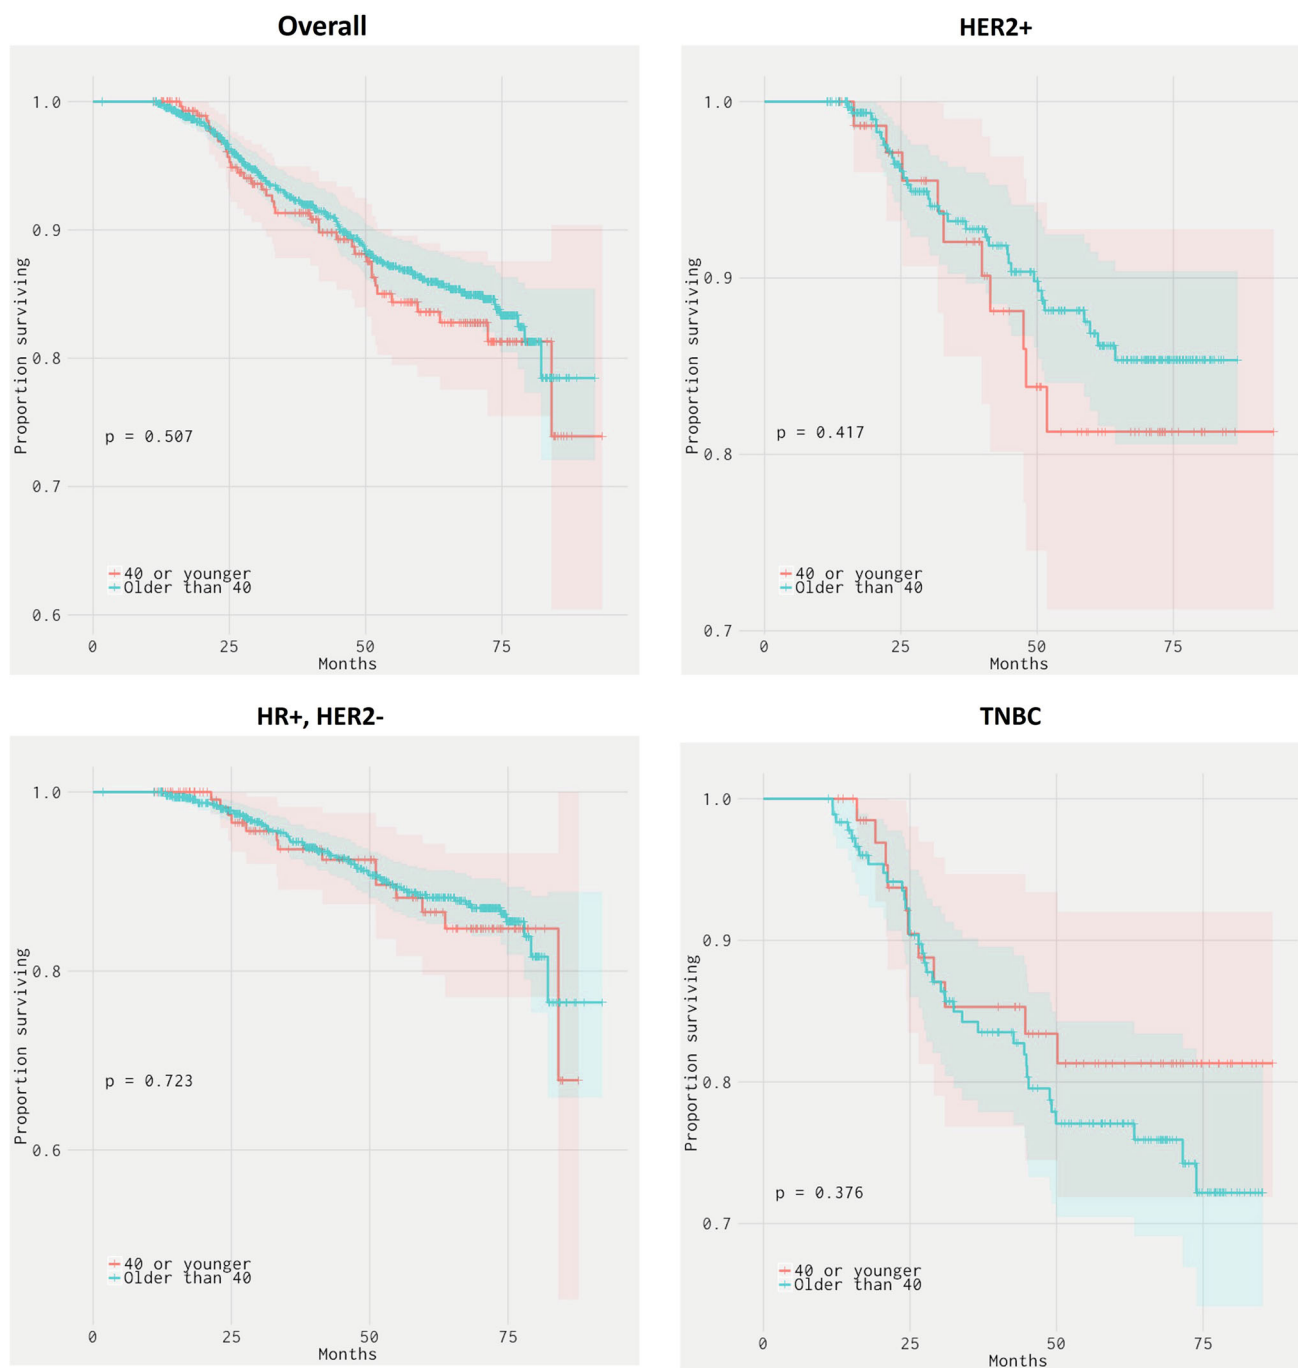 Overall
1.0
0.9
0.8
0.7
0.6
Proportion surviving
p = 0.507
40 or younger
Older than 40
0 25 50 75
Months
HER2+
1.0
0.9
0.8
0.7
Proportion surviving
p = 0.417
40 or younger
Older than 40
0 25 50 75
Months
HR+, HER2-
1.0
0.8
0.6
Proportion surviving
p = 0.723
40 or younger
Older than 40
0 25 50 75
Months
TNBC
1.0
0.9
0.8
0.7
Proportion surviving
p = 0.376
40 or younger
Older than 40
0 25 50 75
Months